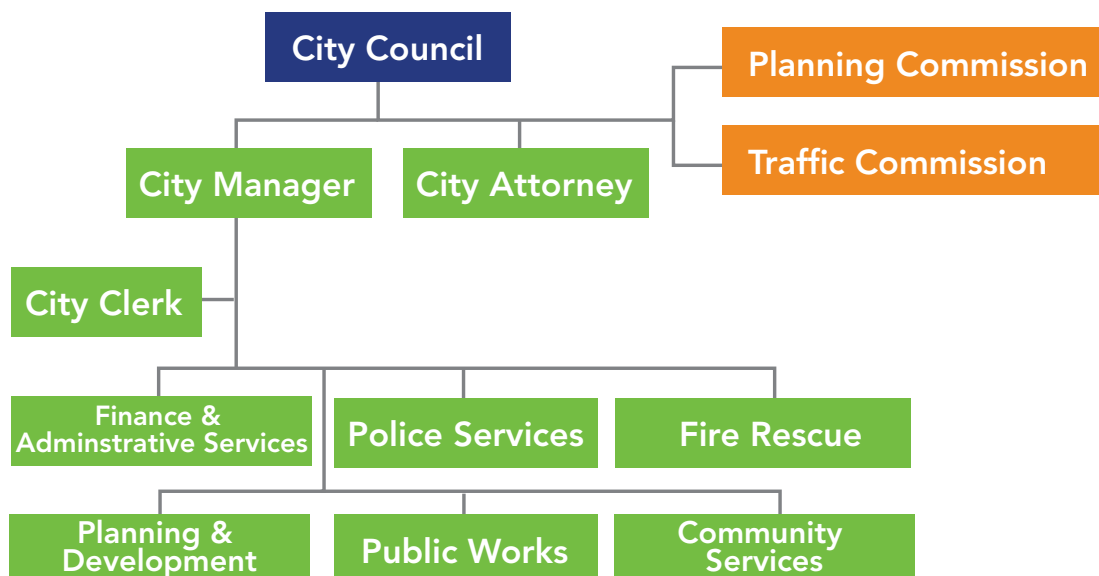 City Council
Planning Commission
Traffic Commission
City Manager
City Attorney
City Clerk
Finance &
Adminstrative Services
Police Services
Fire Rescue
Planning &
Development
Public Works
Community
Services